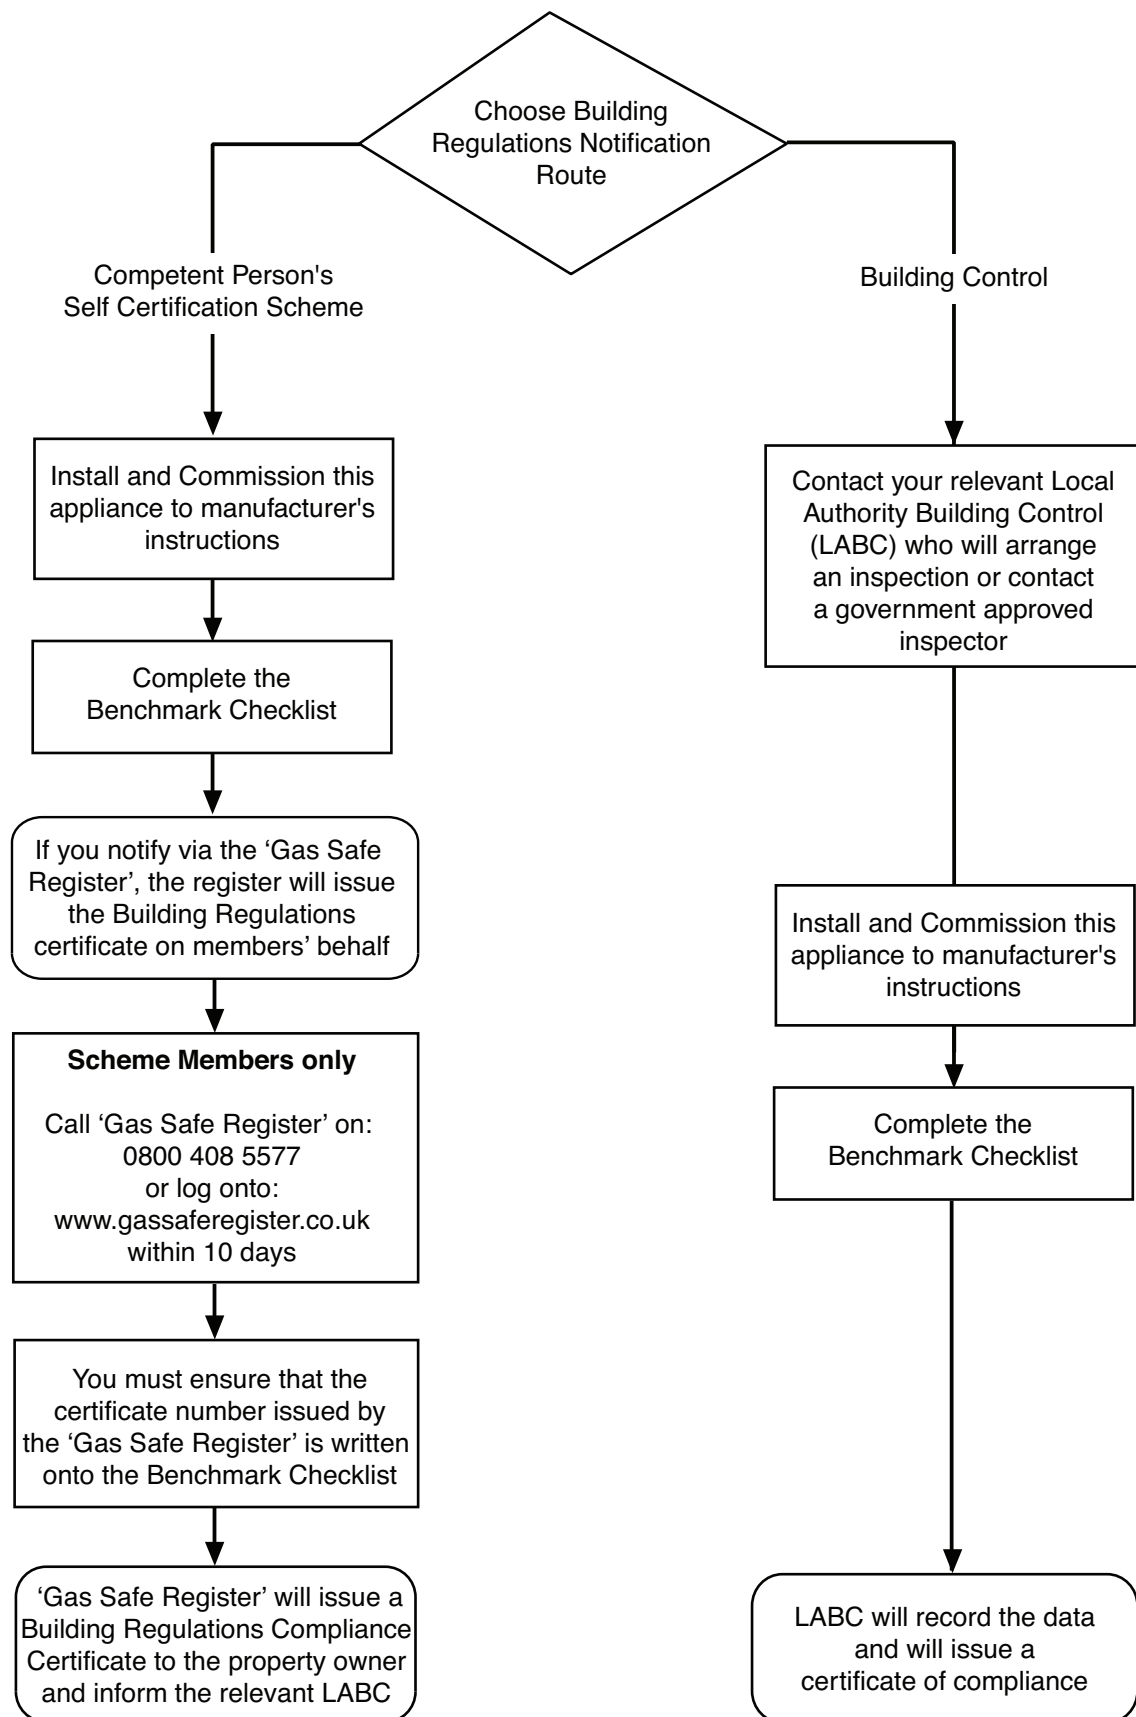 Choose Building
Regulations Notification
Route
Competent Person's
Self Certification Scheme
Building Control
Install and Commission this
appliance to manufacturer's
instructions
Complete the
Benchmark Checklist
If you notify via the ‘Gas Safe
Register’, the register will issue
the Building Regulations
certificate on members’ behalf
Scheme Members only
Call ‘Gas Safe Register’ on:
0800 408 5577
or log onto:
www.gassaferegister.co.uk
within 10 days
You must ensure that the
certificate number issued by
the ‘Gas Safe Register’ is written
onto the Benchmark Checklist
‘Gas Safe Register’ will issue a
Building Regulations Compliance
Certificate to the property owner
and inform the relevant LABC
Contact your relevant Local
Authority Building Control
(LABC) who will arrange
an inspection or contact
a government approved
inspector
Install and Commission this
appliance to manufacturer's
instructions
Complete the
Benchmark Checklist
LABC will record the data
and will issue a
certificate of compliance